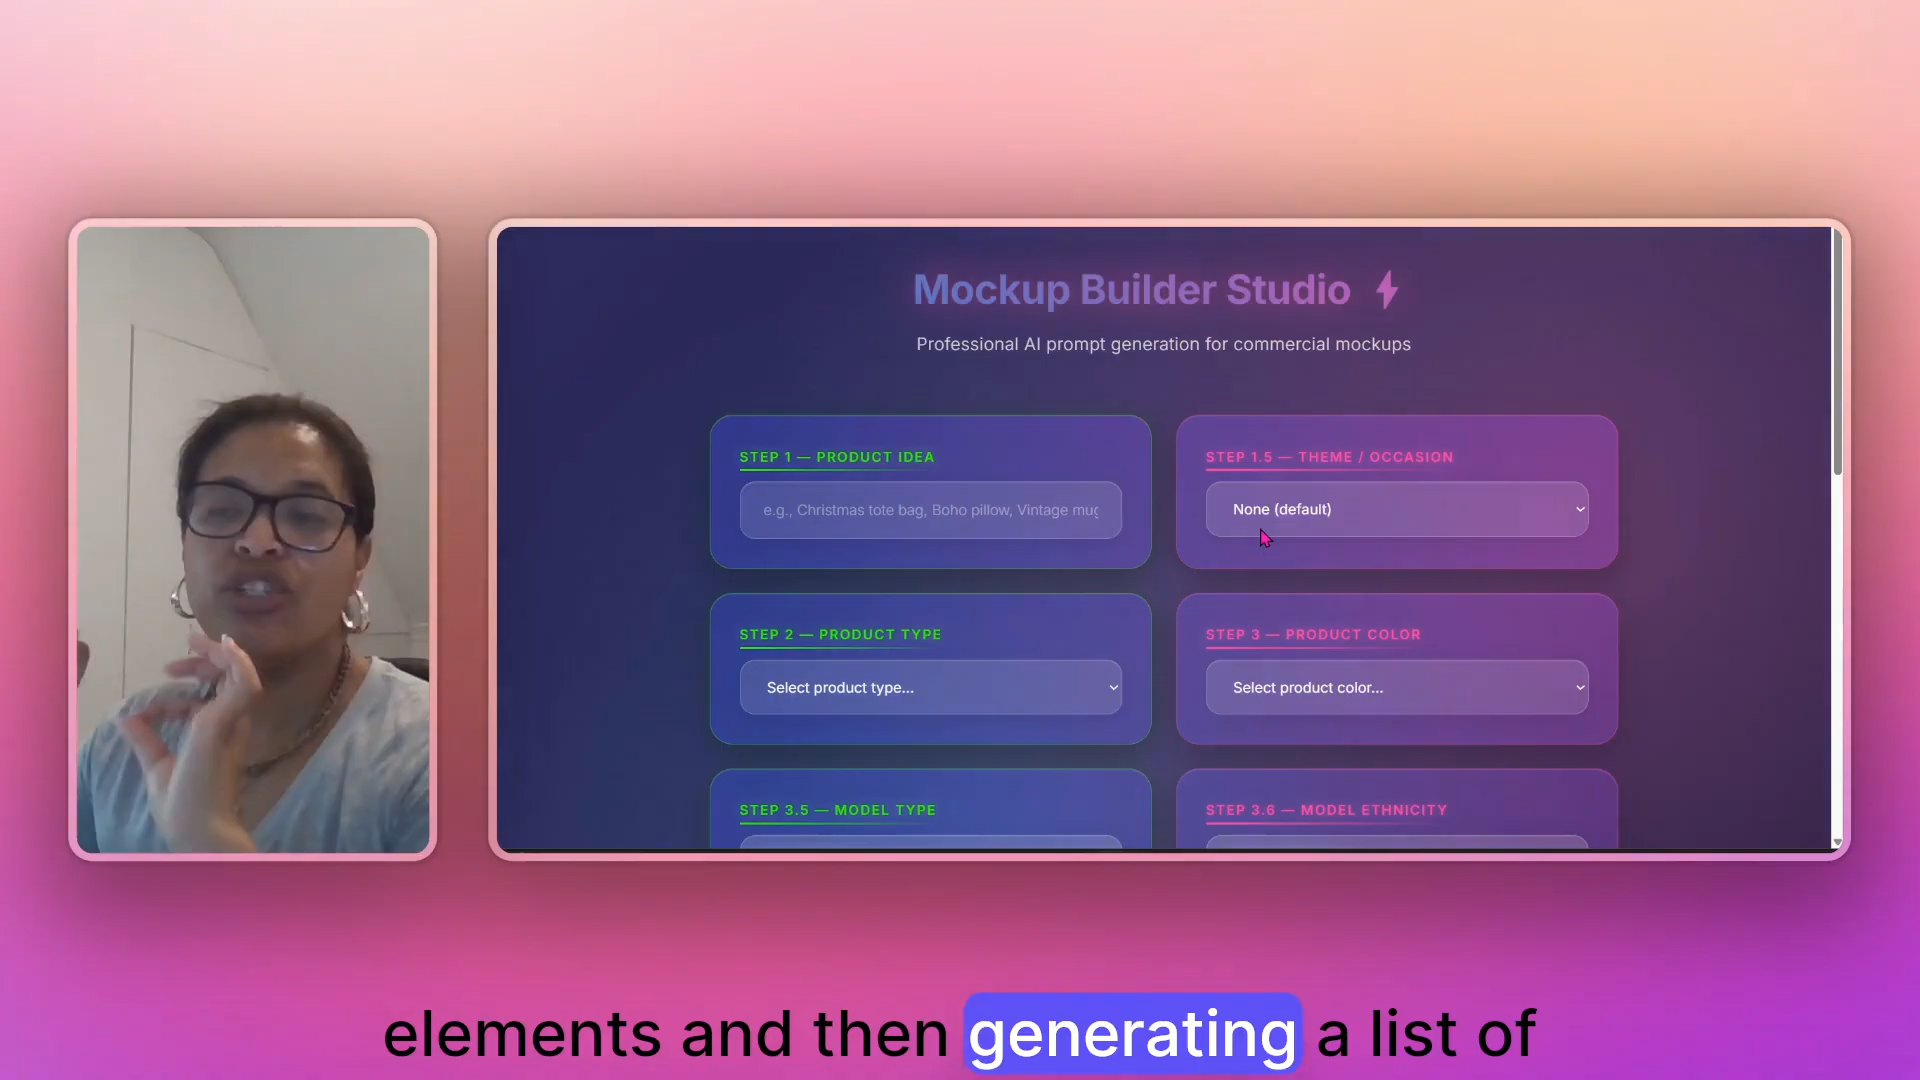 Mockup Builder Studio
Professional AI prompt generation for commercial mockups
STEP 1 — PRODUCT IDEA
e.g., Christmas tote bag, Boho pillow, Vintage mug
STEP 1.5 — THEME / OCCASION
None (default)
STEP 2 — PRODUCT TYPE
Select product type...
STEP 3 — PRODUCT COLOR
Select product color...
STEP 3.5 — MODEL TYPE
STEP 3.6 — MODEL ETHNICITY
elements and then generating a list of